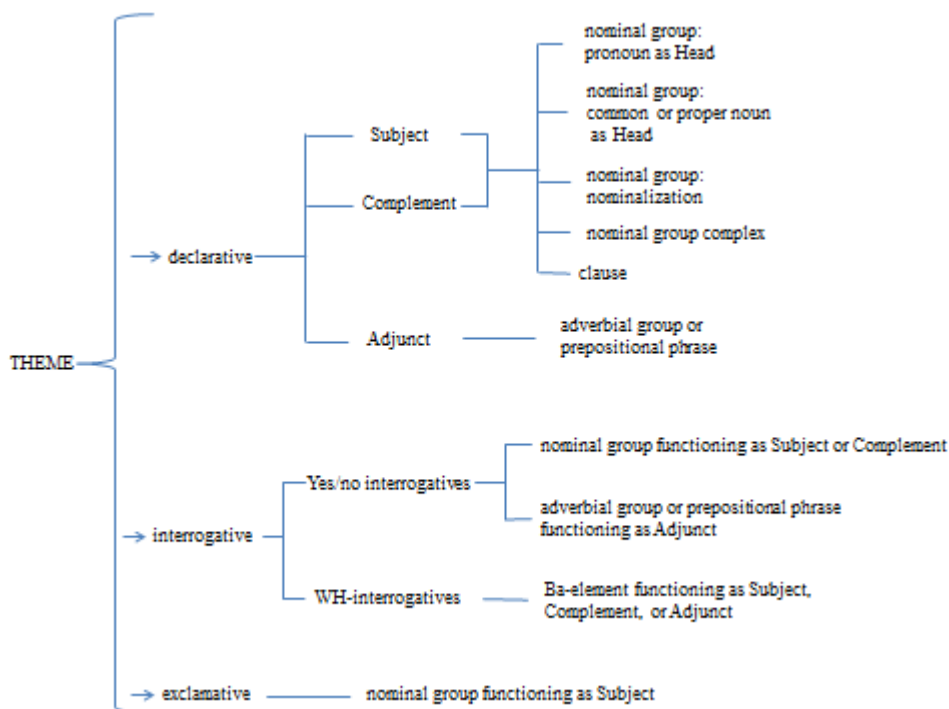 nominal group:
pronoun as Head
nominal group:
common or proper noun
as Head
Subject
nominal group:
nominalization
Complement
nominal group complex
declarative
clause
Adjunct
adverbial group or
prepositional phrase
THEME
nominal group functioning as Subject or Complement
Yes/no interrogatives
adverbial group or prepositional phrase
functioning as Adjunct
interrogative
WH-interrogatives
Ba-element functioning as Subject,
Complement, or Adjunct
exclamative
nominal group functioning as Subject